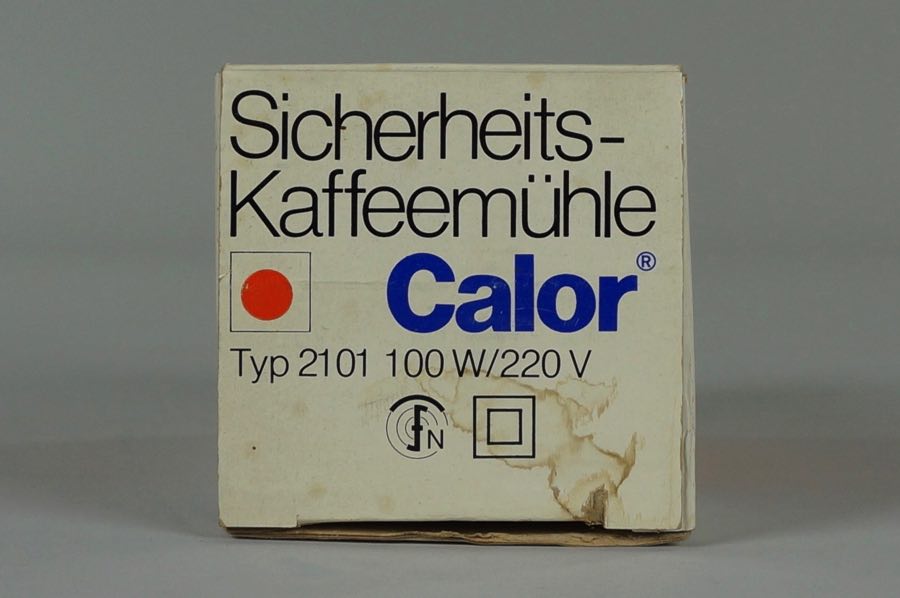 Sicherheits-
Kaffeemühle
Calor®
Typ 2101 100 W/220 V
N